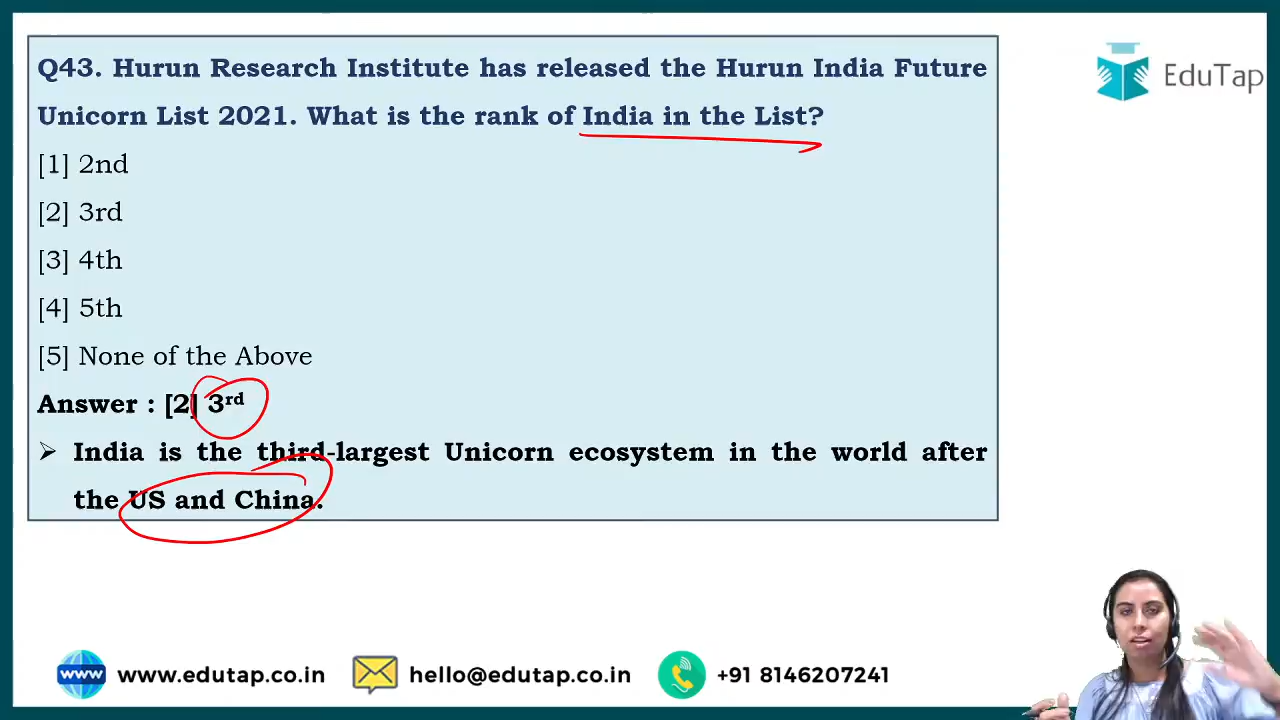 Q43. Hurun Research Institute has released the Hurun India Future
Unicorn List 2021. What is the rank of India in the List?
[1] 2nd
[2] 3rd
[3] 4th
[4] 5th
[5] None of the Above
Answer : [2] 3rd
➢ India is the third-largest Unicorn ecosystem in the world after
the US and China.
EduTap
www
www.edutap.co.in
hello@edutap.co.in
+91 8146207241